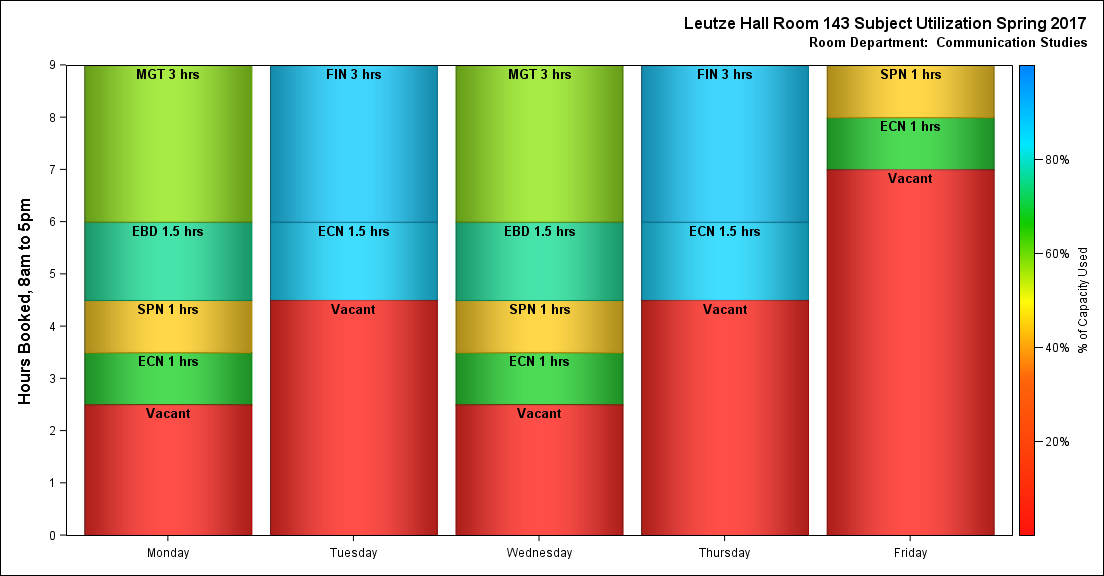 Leutze Hall Room 143 Subject Utilization Spring 2017
Room Department:  Communication Studies
Hours Booked, 8am to 5pm
9
8
7
6
5
4
3
2
1
0
MGT 3 hrs
EBD 1.5 hrs
SPN 1 hrs
ECN 1 hrs
Vacant
FIN 3 hrs
ECN 1.5 hrs
Vacant
MGT 3 hrs
EBD 1.5 hrs
SPN 1 hrs
ECN 1 hrs
Vacant
FIN 3 hrs
ECN 1.5 hrs
Vacant
SPN 1 hrs
ECN 1 hrs
Vacant
Monday
Tuesday
Wednesday
Thursday
Friday
80%
60%
40%
20%
% of Capacity Used